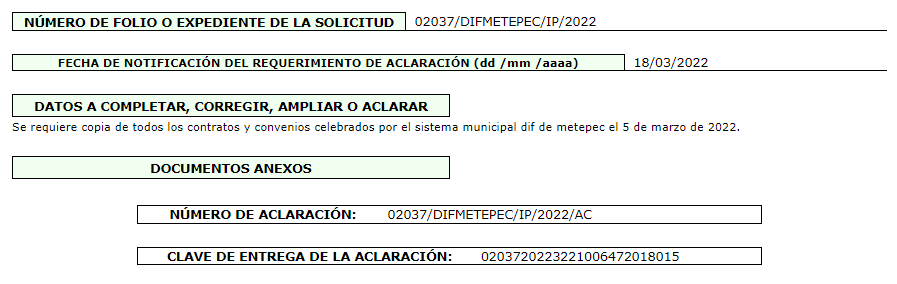 NÚMERO DE FOLIO O EXPEDIENTE DE LA SOLICITUD 02037/DIFMETEPEC/IP/2022
FECHA DE NOTIFICACIÓN DEL REQUERIMIENTO DE ACLARACIÓN (dd /mm /aaaa) 18/03/2022
DATOS A COMPLETAR, CORREGIR, AMPLIAR O ACLARAR
Se requiere copia de todos los contratos y convenios celebrados por el sistema municipal dif de metepec el 5 de marzo de 2022.
DOCUMENTOS ANEXOS
NÚMERO DE ACLARACIÓN: 02037/DIFMETEPEC/IP/2022/AC
CLAVE DE ENTREGA DE LA ACLARACIÓN: 0203720223221006472018015